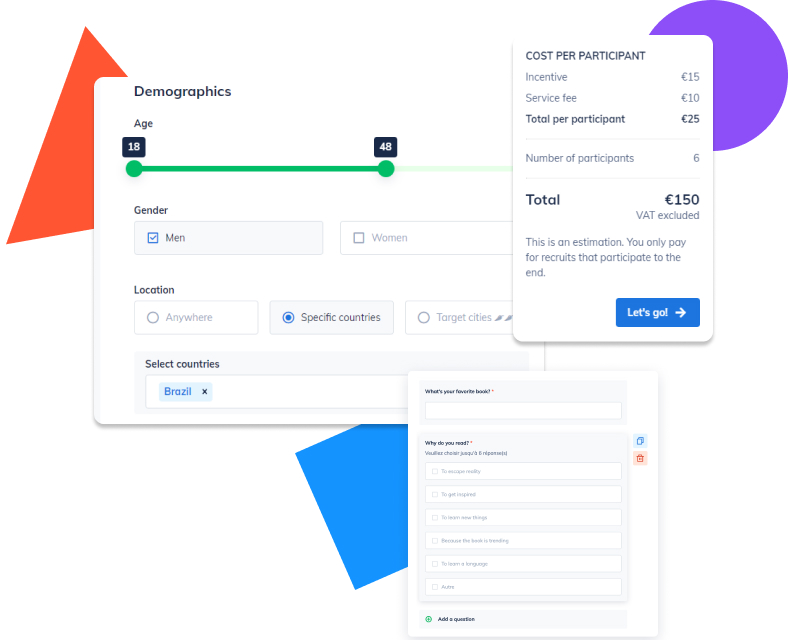 Demographics
Age
18
48
Gender
Men
Women
Location
Anywhere
Specific countries
Target cities
Select countries
Brazil ×
COST PER PARTICIPANT
Incentive €15
Service fee €10
Total per participant €25
Number of participants 6
Total €150
VAT excluded
This is an estimation. You only pay
for recruits that participate to the
end.
Let's go!
What's your favorite book? *
Why do you read? *
Veuillez choisir jusqu'à 6 réponse(s)
To escape reality
To get inspired
To learn new things
Because the book is trending
To learn a language
Autre
Add a question